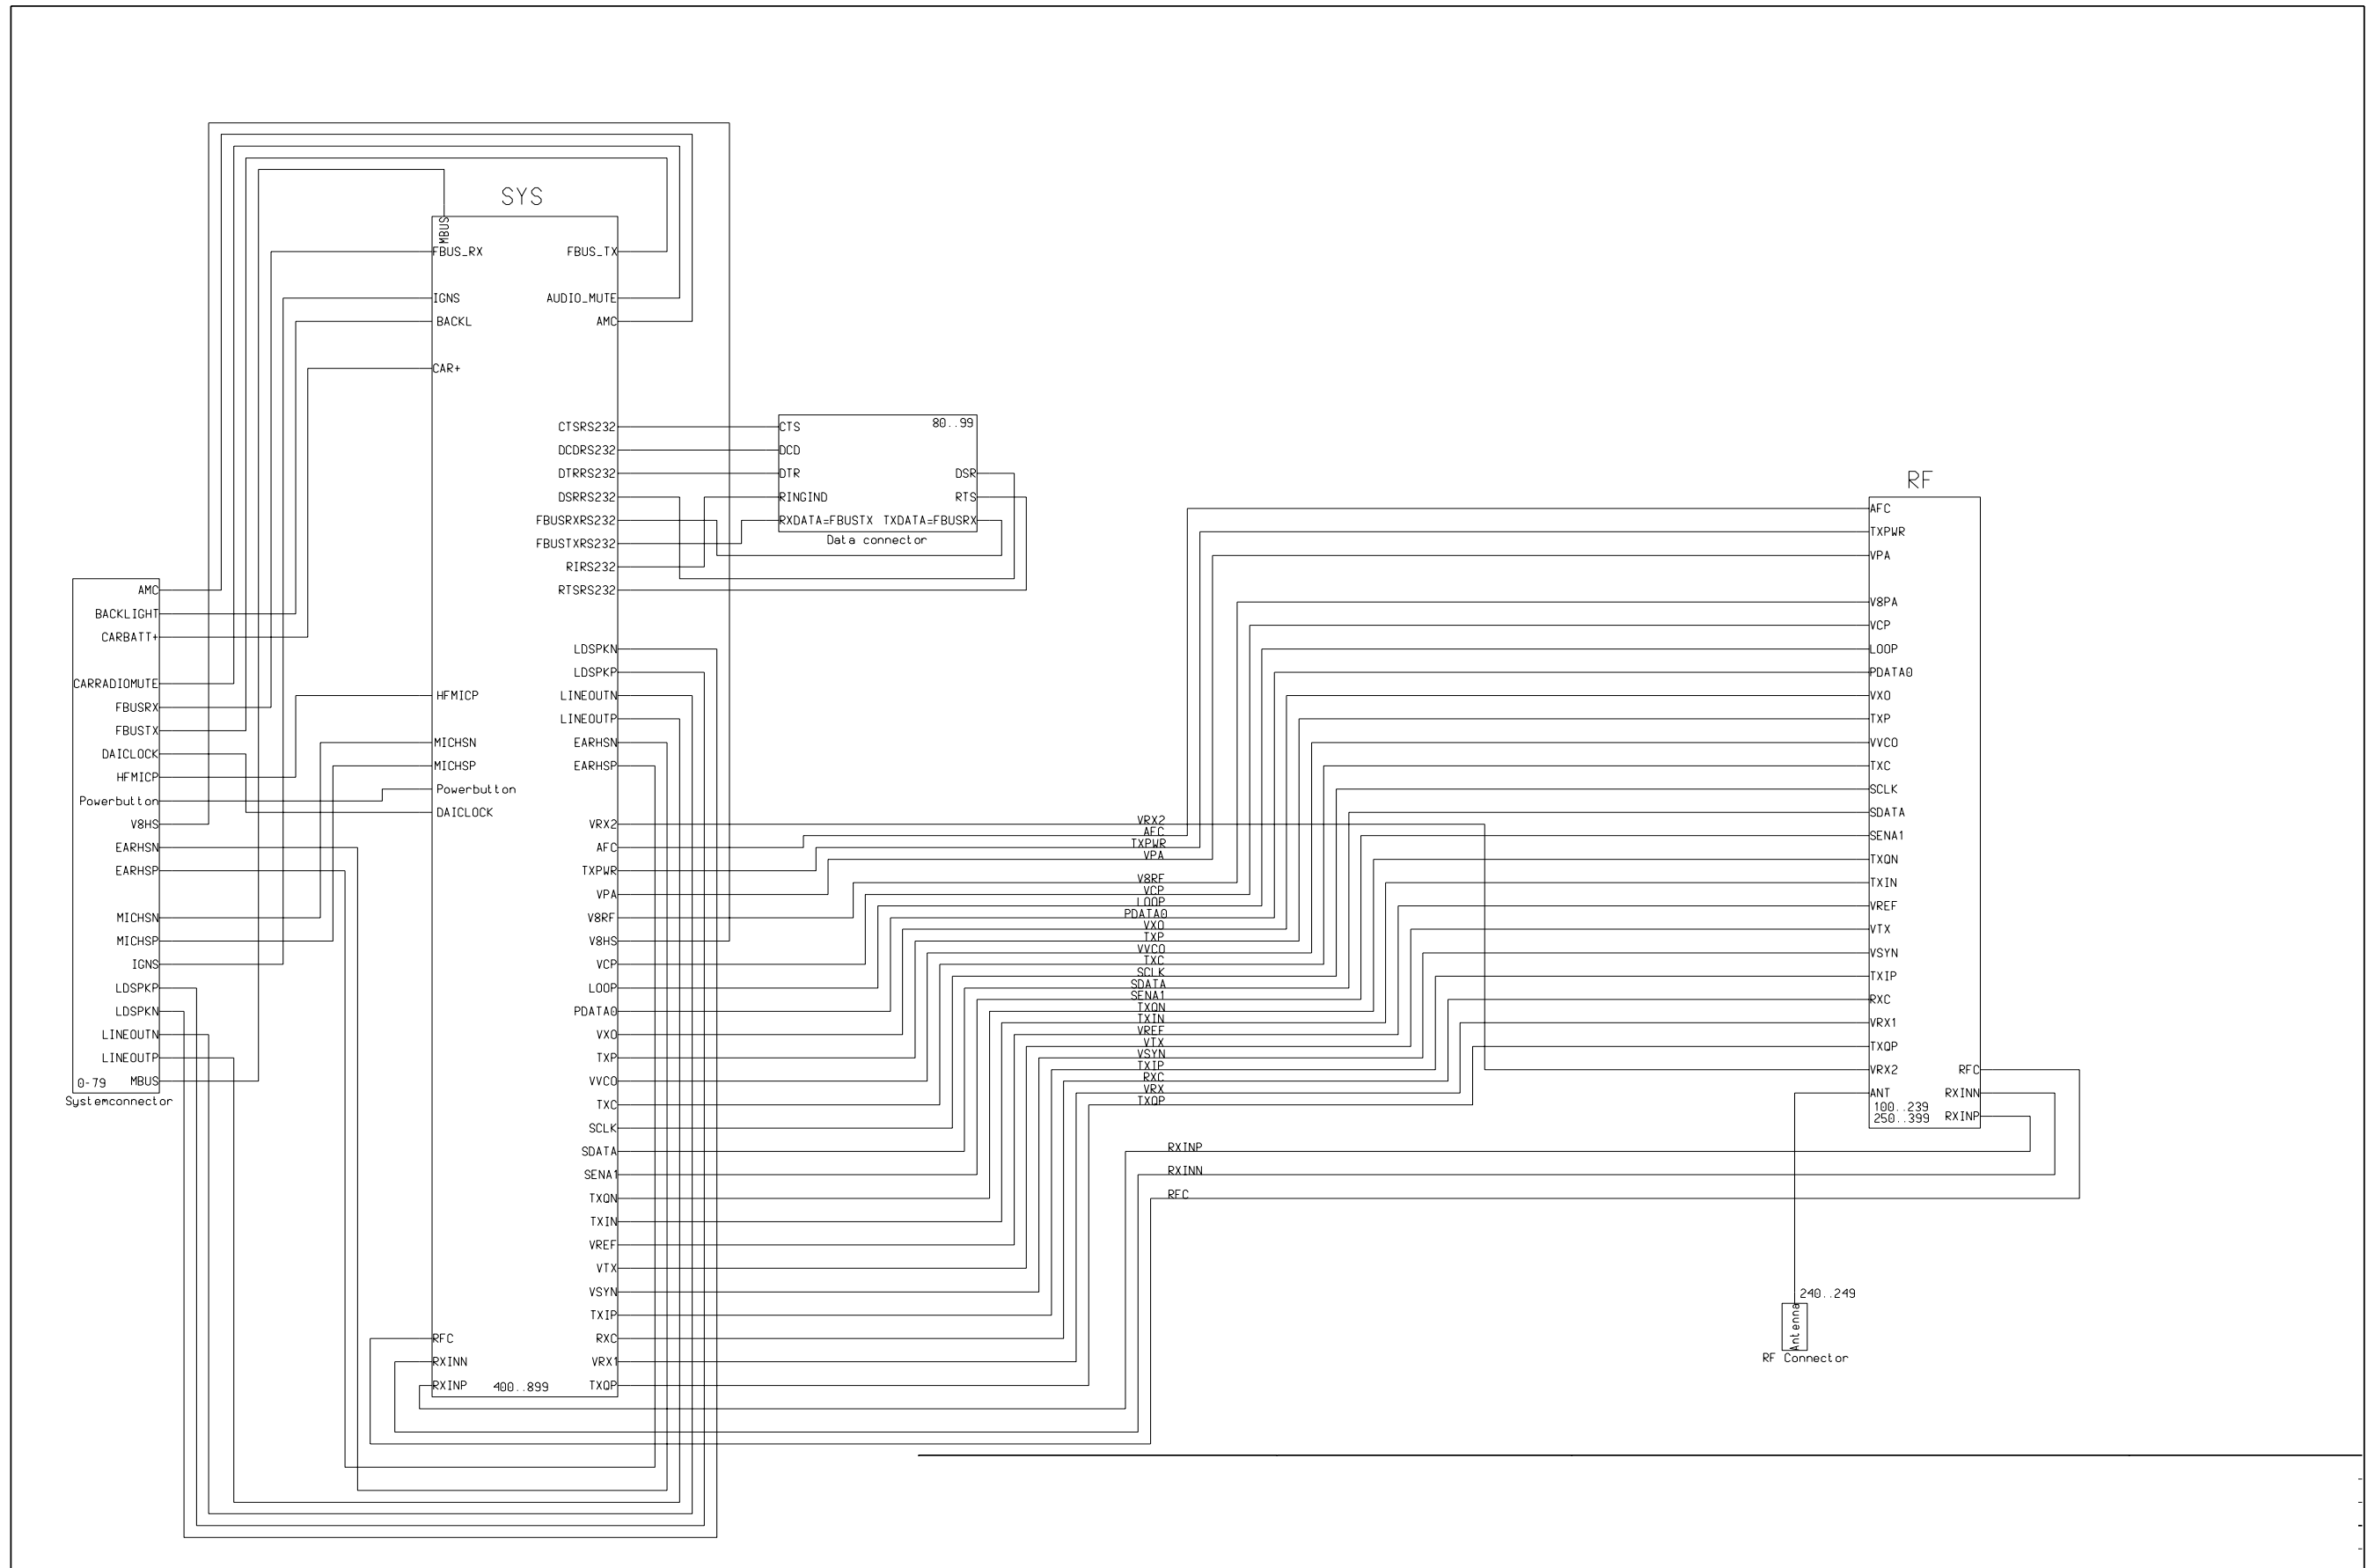 SYS
MBUS
FBUS_RX
FBUS_TX
IGNS
AUDIO_MUTE
BACKL
AMC
CAR+
CTSRS232
DCDRS232
DTRRS232
DSRRS232
FBUSRXRS232
FBUSTXRS232
RIRS232
RTSRS232
LDSPKN
LDSPKP
HFMICP
LINEOUTN
LINEOUTP
MICHSN
EARHSN
MICHSP
EARHSP
Powerbutton
DAICLOCK
VRX2
AFC
TXPWR
VPA
V8RF
V8HS
VCP
LOOP
PDATA0
VXO
TXP
VVCO
TXC
SCLK
SDATA
SENA1
TXQN
TXIN
VREF
VTX
VSYN
TXIP
RFC
RXC
RXINN
VRX1
RXINP
400..899
TXQP
80..99
CTS
DCD
DTR
DSR
RINGIND
RTS
RXDATA=FBUSTX TXDATA=FBUSRX
Data connector
AMC
BACKLIGHT
CARBATT+
CARRADIOMUTE
FBUSRX
FBUSTX
DAICLOCK
HFMICP
Powerbutton
V8HS
EARHSN
EARHSP
MICHSN
MICHSP
IGNS
LDSPKP
LDSPKN
LINEOUTN
LINEOUTP
0-79 MBUS
Systemconnector
VRX2
AFC
TXPWR
VPA
V8RF
VCP
LOOP
PDATA0
VXO
TXP
VVCO
TXC
SCLK
SDATA
SENA1
TXQN
TXIN
VREF
VTX
VSYN
TXIP
RXC
VRX
TXQP
RXINP
RXINN
RFC
RF
AFC
TXPWR
VPA
V8PA
VCP
LOOP
PDATA0
VXO
TXP
VVCO
TXC
SCLK
SDATA
SENA1
TXQN
TXIN
VREF
VTX
VSYN
TXIP
RXC
VRX1
TXQP
VRX2
RFC
ANT
RXINN
100..239
250..399
RXINP
240..249
Antenna
RF Connector